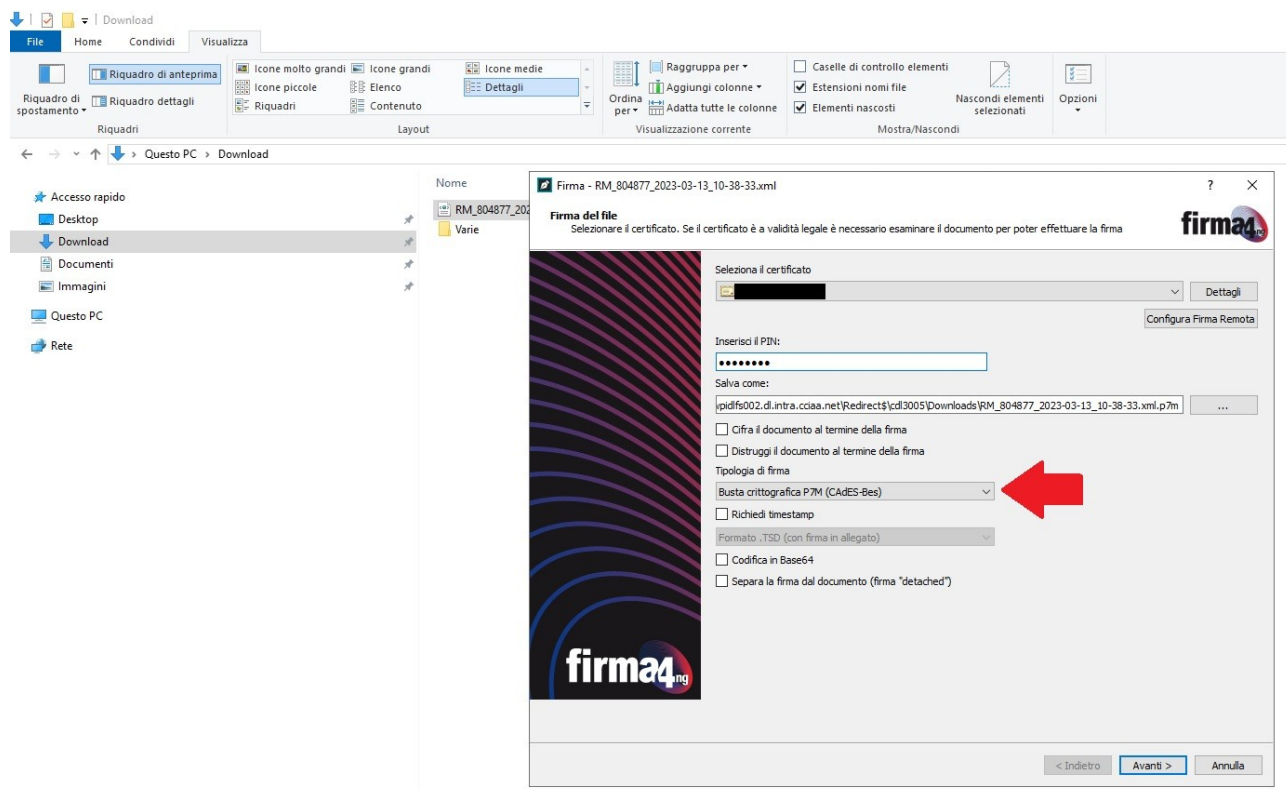 Download
File Home Condividi Visualizza
Riquadro di spostamento
Riquadro di anteprima
Riquadro dettagli
Riquadri
Icone molto grandi Icone grandi Icone medie
Icone piccole Elenco Dettagli
Riquadri Contenuto
Layout
Ordina per
Raggruppa per
Aggiungi colonne
Adatta tutte le colonne
Visualizzazione corrente
Caselle di controllo elementi
Estensioni nomi file
Elementi nascosti
Nascondi elementi selezionati
Mostra/Nascondi
Opzioni
Questo PC > Download
Accesso rapido
Desktop
Download
Documenti
Immagini
Questo PC
Rete
Nome
RM_804877_202
Varie
Firma - RM_804877_2023-03-13_10-38-33.xml ?
Firma del file
Selezionare il certificato. Se il certificato è a validità legale è necessario esaminare il documento per poter effettuare la firma
firma4ng
Seleziona il certificato
Dettagli
Configura Firma Remota
Inserisci il PIN:
Salva come:
vpidlfs002.dl.intra.cciaa.net\Redirect$\cdl3005\Downloads\RM_804877_2023-03-13_10-38-33.xml.p7m ...
Cifra il documento al termine della firma
Distruggi il documento al termine della firma
Tipologia di firma
Busta crittografica P7M (CAdES-Bes)
Richiedi timestamp
Formato .TSD (con firma in allegato)
Codifica in Base64
Separa la firma dal documento (firma "detached")
firma4ng
< Indietro Avanti > Annulla